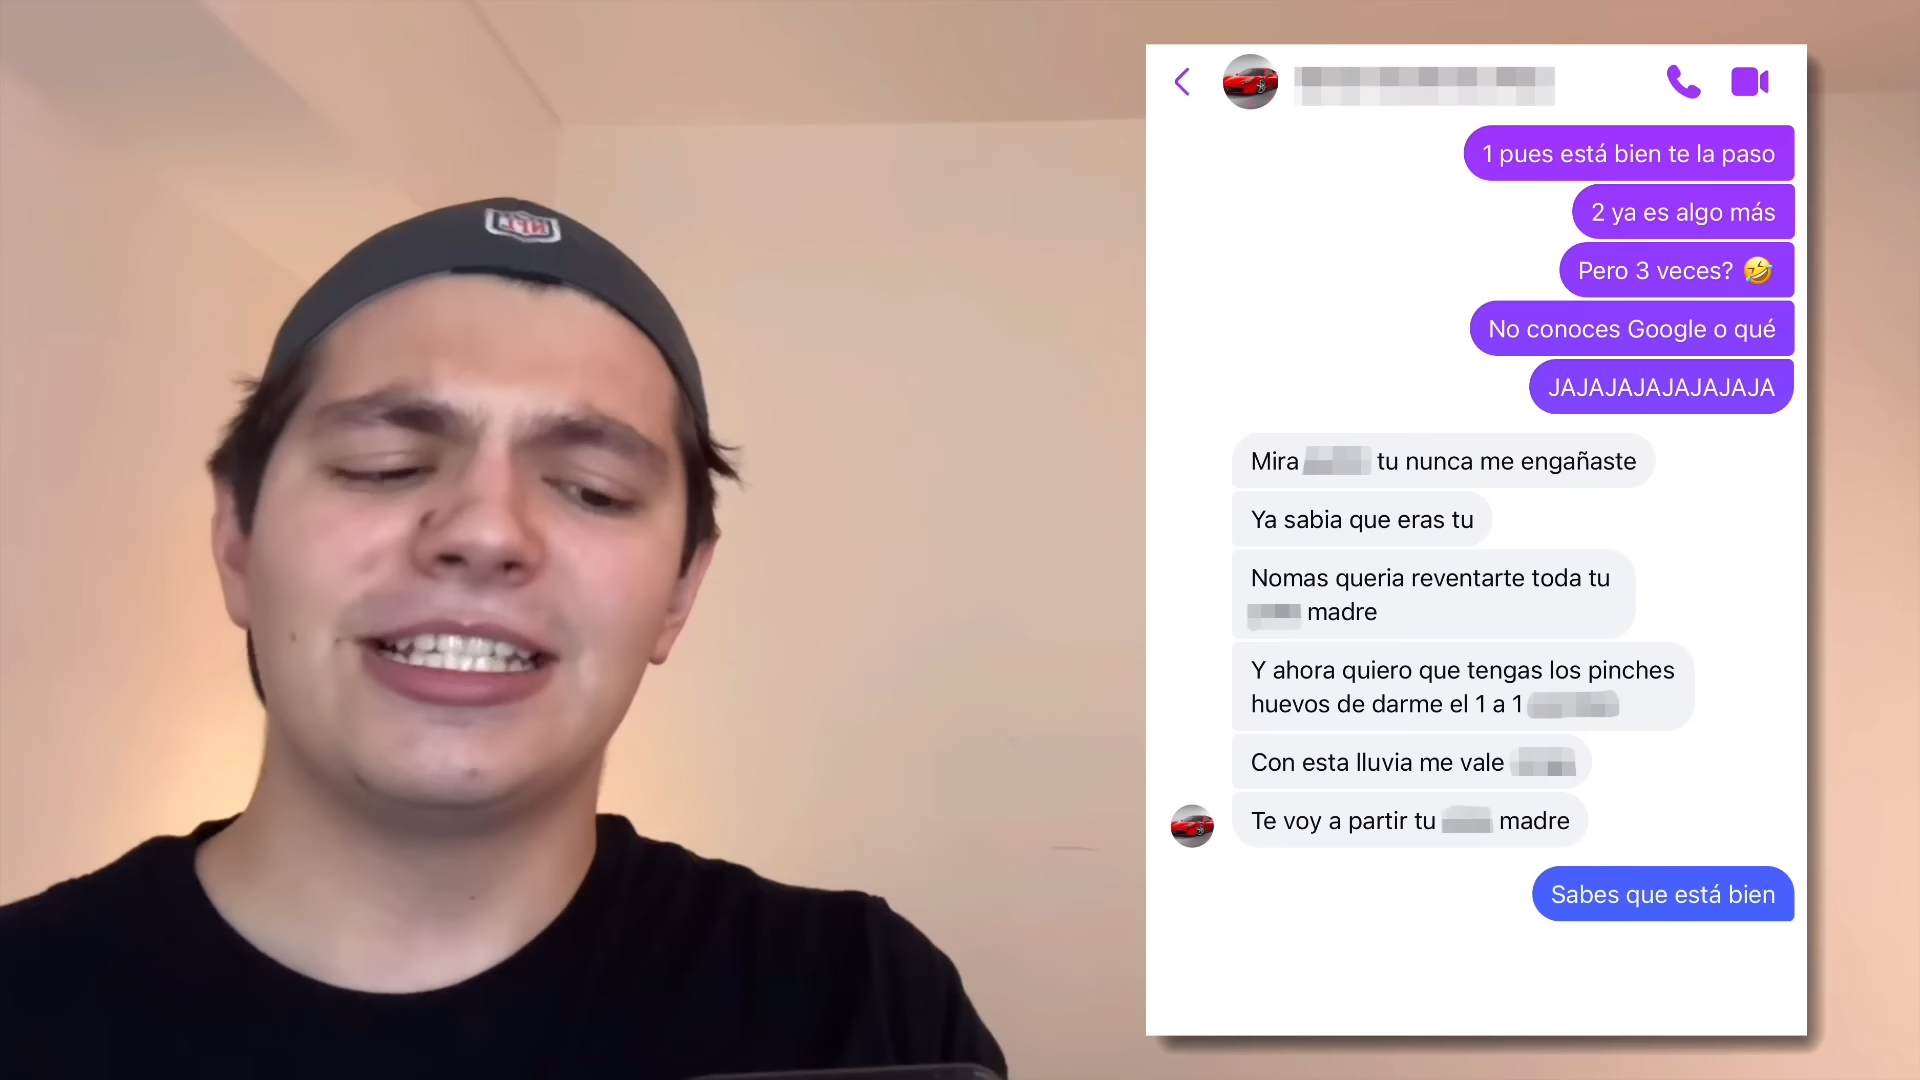 1 pues está bien te la paso
2 ya es algo más
Pero 3 veces? 🤣
No conoces Google o qué
JAJAJAJAJAJAJAJA
Mira tu nunca me engañaste
Ya sabia que eras tu
Nomas queria reventarte toda tu
madre
Y ahora quiero que tengas los pinches
huevos de darme el 1 a 1
Con esta lluvia me vale
Te voy a partir tu madre
Sabes que está bien